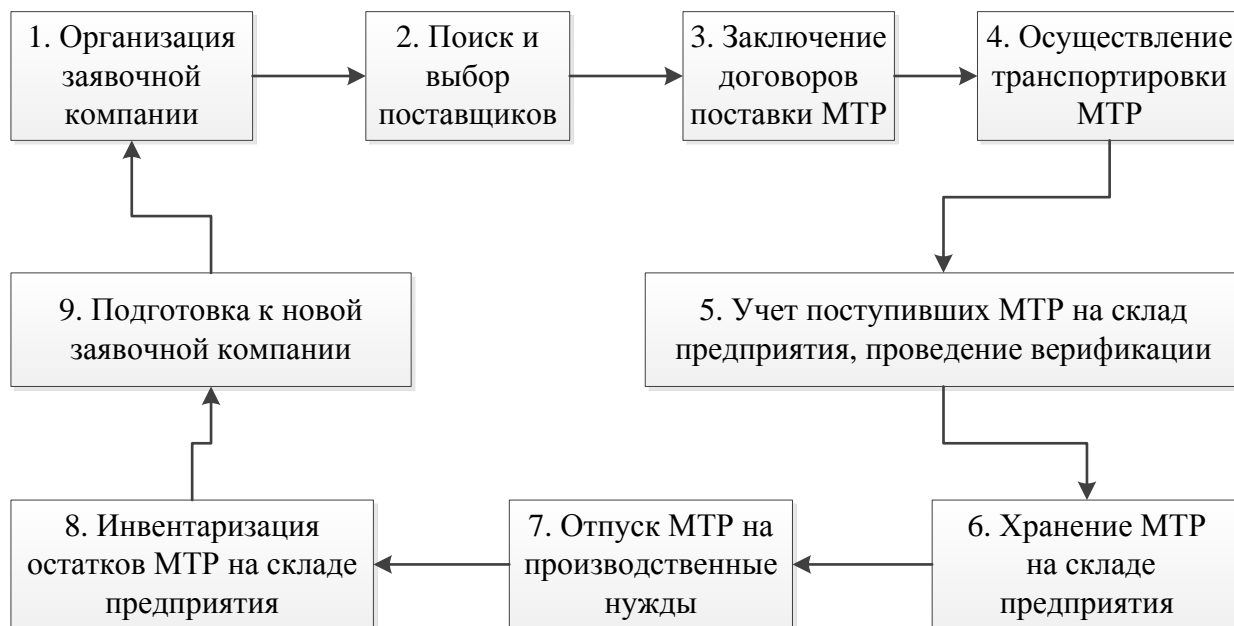 1. Организация
заявочной
компании
2. Поиск и
выбор
поставщиков
3. Заключение
договоров
поставки МТР
4. Осуществление
транспортировки
МТР
5. Учет поступивших МТР на склад
предприятия, проведение верификации
9. Подготовка к новой
заявочной компании
8. Инвентаризация
остатков МТР на складе
предприятия
7. Отпуск МТР на
производственные
нужды
6. Хранение МТР
на складе
предприятия